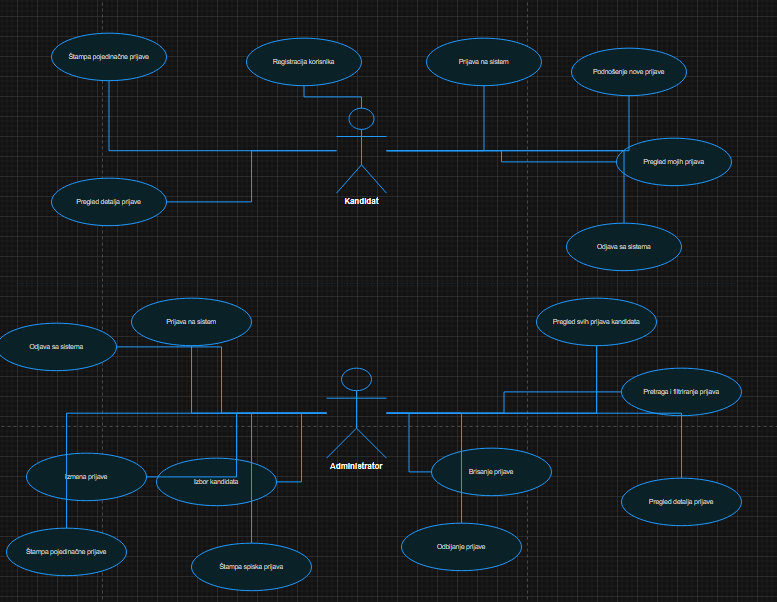 Štampa pojedinačne prijave
Registracija korisnika
Prijava na sistem
Podnošenje nove prijave
Pregled mojih prijava
Kandidat
Pregled detalja prijave
Odjava sa sistema
Prijava na sistem
Pregled svih prijava kandidata
Odjava sa sistema
Pretraga i filtriranje prijava
Administrator
Izmena prijave
Izbor kandidata
Brisanje prijave
Pregled detalja prijave
Štampa pojedinačne prijave
Štampa spiska prijava
Odbijanje prijave